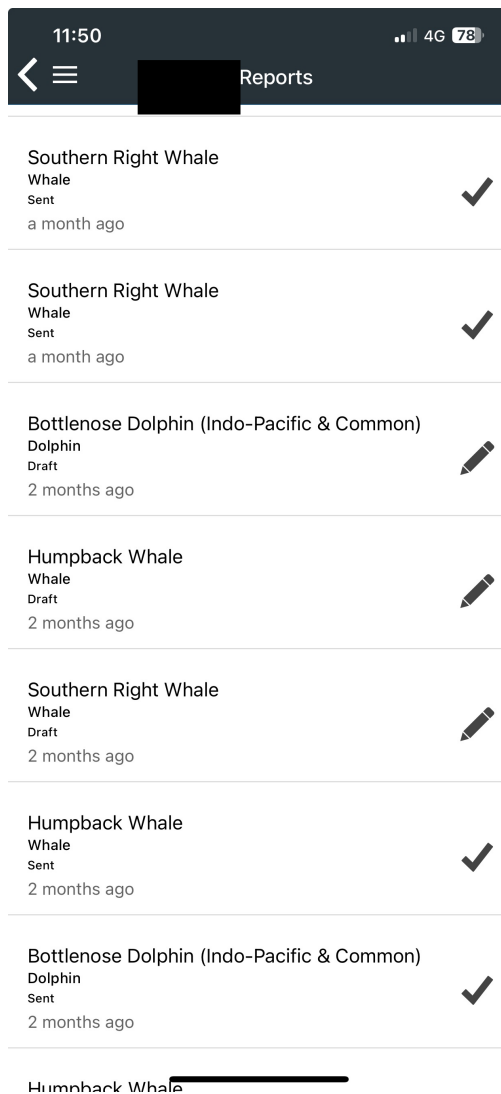 11:50 4G 78
Reports
Southern Right Whale
Whale
Sent
a month ago
Southern Right Whale
Whale
Sent
a month ago
Bottlenose Dolphin (Indo-Pacific & Common)
Dolphin
Draft
2 months ago
Humpback Whale
Whale
Draft
2 months ago
Southern Right Whale
Whale
Draft
2 months ago
Humpback Whale
Whale
Sent
2 months ago
Bottlenose Dolphin (Indo-Pacific & Common)
Dolphin
Sent
2 months ago
Humpback Whale